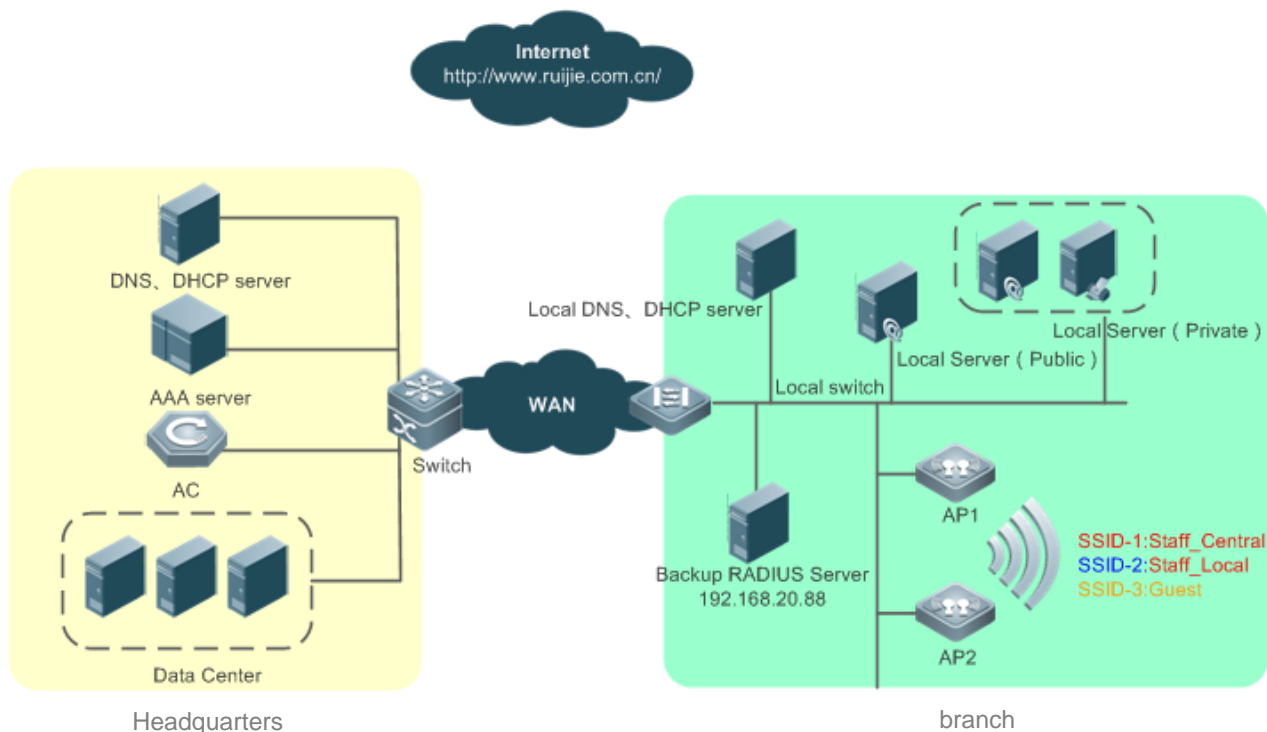 Internet
http://www.ruijie.com.cn/
DNS、DHCP server
AAA server
AC
Data Center
Switch
WAN
Local DNS、DHCP server
Local Server（Private）
Local Server（Public）
Local switch
Backup RADIUS Server
192.168.20.88
AP1
AP2
SSID-1:Staff_Central
SSID-2:Staff_Local
SSID-3:Guest
Headquarters
branch